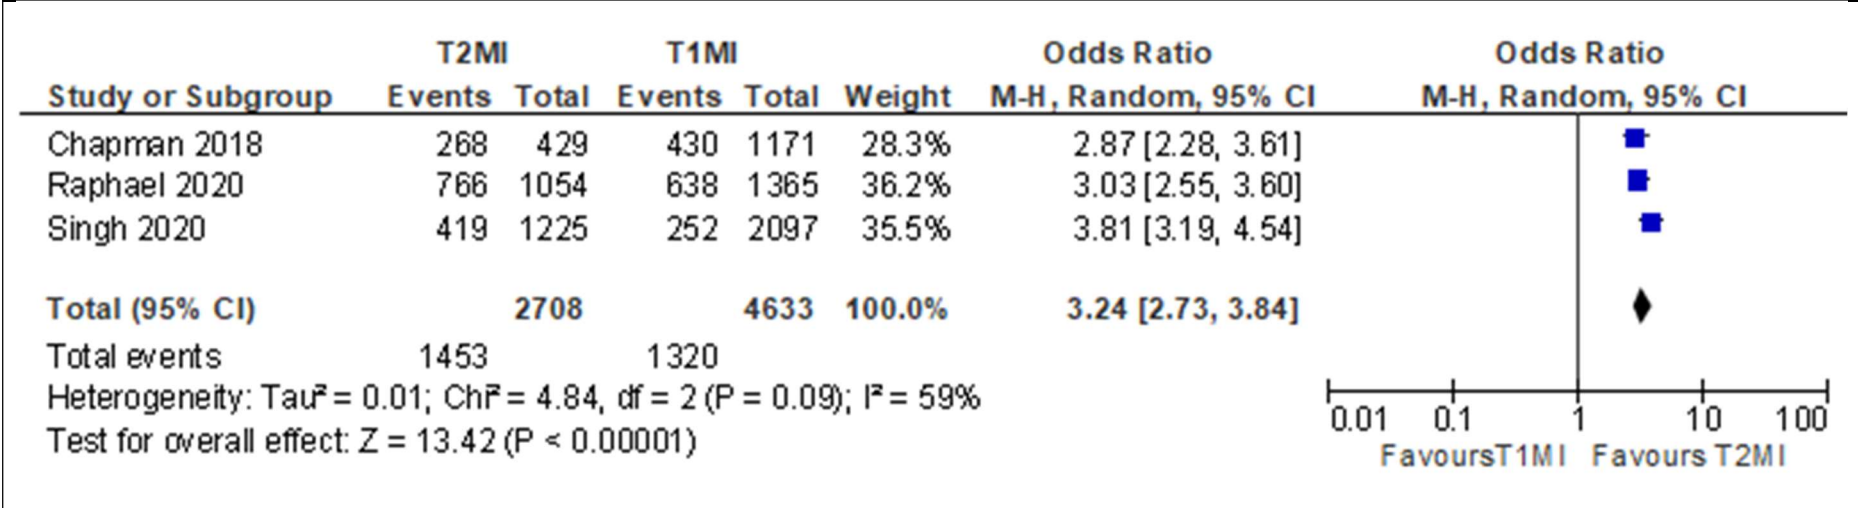 T2MI T1MI Odds Ratio Odds Ratio
Study or Subgroup Events Total Events Total Weight M-H, Random, 95% CI M-H, Random, 95% CI
Chapman 2018 268 429 430 1171 28.3% 2.87 [2.28, 3.61]
Raphael 2020 766 1054 638 1365 36.2% 3.03 [2.55, 3.60]
Singh 2020 419 1225 252 2097 35.5% 3.81 [3.19, 4.54]
Total (95% CI) 2708 4633 100.0% 3.24 [2.73, 3.84]
Total events 1453 1320
Heterogeneity: Tau² = 0.01; Chi² = 4.84, df = 2 (P = 0.09); I² = 59%
Test for overall effect: Z = 13.42 (P < 0.00001)
0.01 0.1 1 10 100
FavoursT1MI Favours T2MI